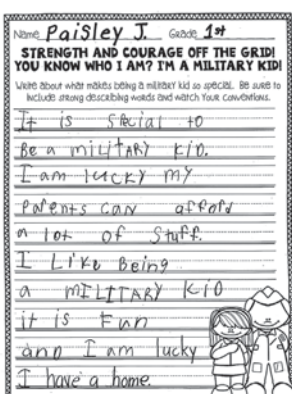 Name Paisley J. Grade 1st
STRENGTH AND COURAGE OFF THE GRID!
YOU KNOW WHO I AM? I'M A MILITARY KID!
Write about what makes being a military kid so special. Be sure to
include strong describing words and watch your conventions.
It is Special to
Be a miliTARY kid.
I am lucky my
Parents can afford
a lot of Stuff.
I Like Being
a MILITARY Kid
it is Fun
and I am lucky
I have a home.